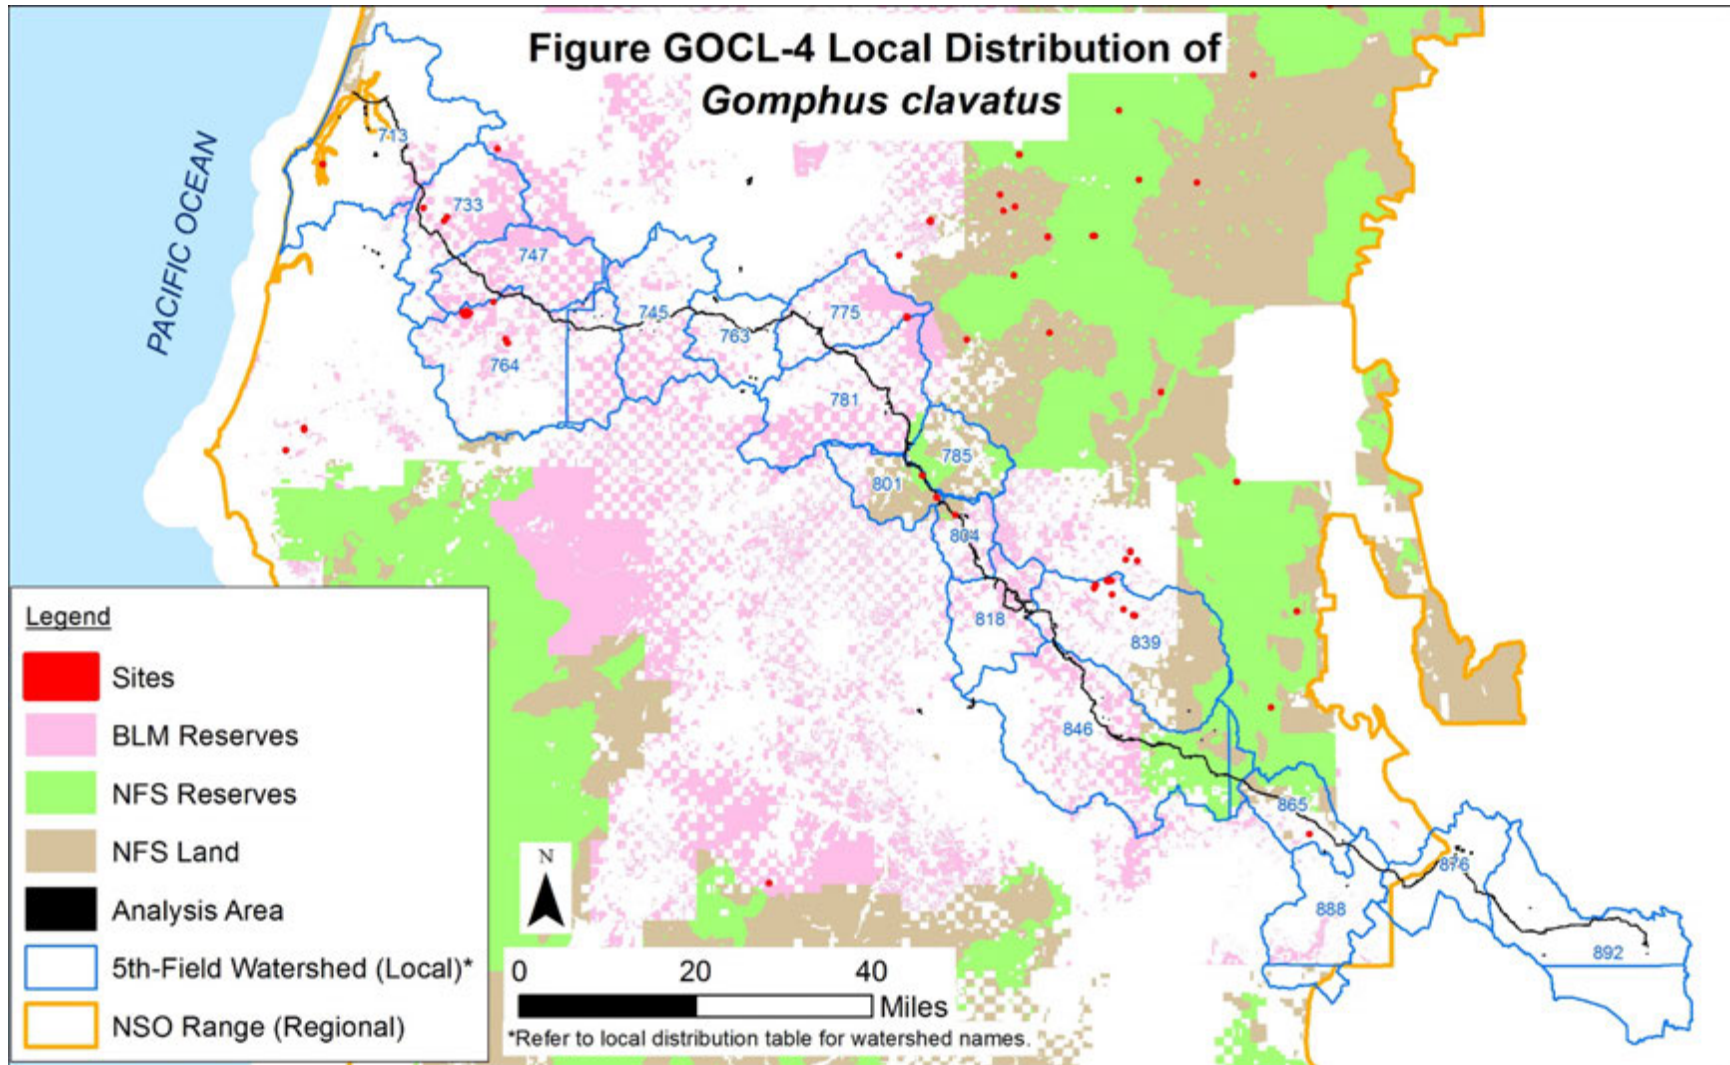 Figure GOCL-4 Local Distribution of
Gomphus clavatus
PACIFIC OCEAN
713
733
747
745
763
775
764
781
785
801
804
818
839
846
865
876
888
892
Legend
Sites
BLM Reserves
NFS Reserves
NFS Land
Analysis Area
5th-Field Watershed (Local)*
NSO Range (Regional)
N
0 20 40
Miles
*Refer to local distribution table for watershed names.